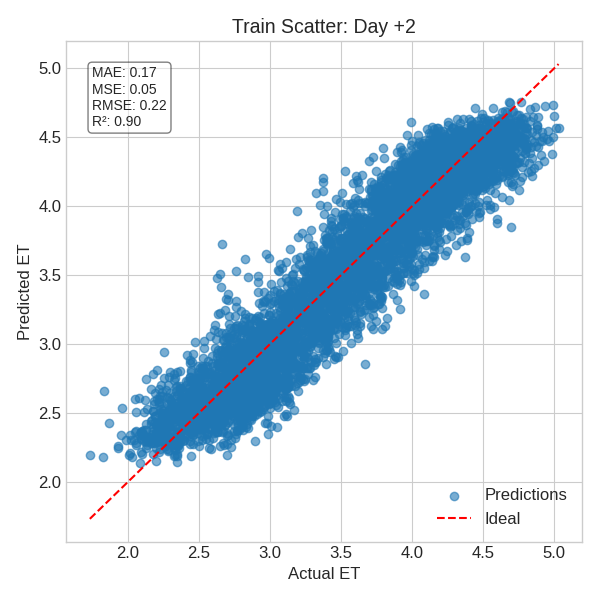 Train Scatter: Day +2
MAE: 0.17
MSE: 0.05
RMSE: 0.22
R²: 0.90
Predicted ET
5.0
4.5
4.0
3.5
3.0
2.5
2.0
Predictions
Ideal
2.0 2.5 3.0 3.5 4.0 4.5 5.0
Actual ET